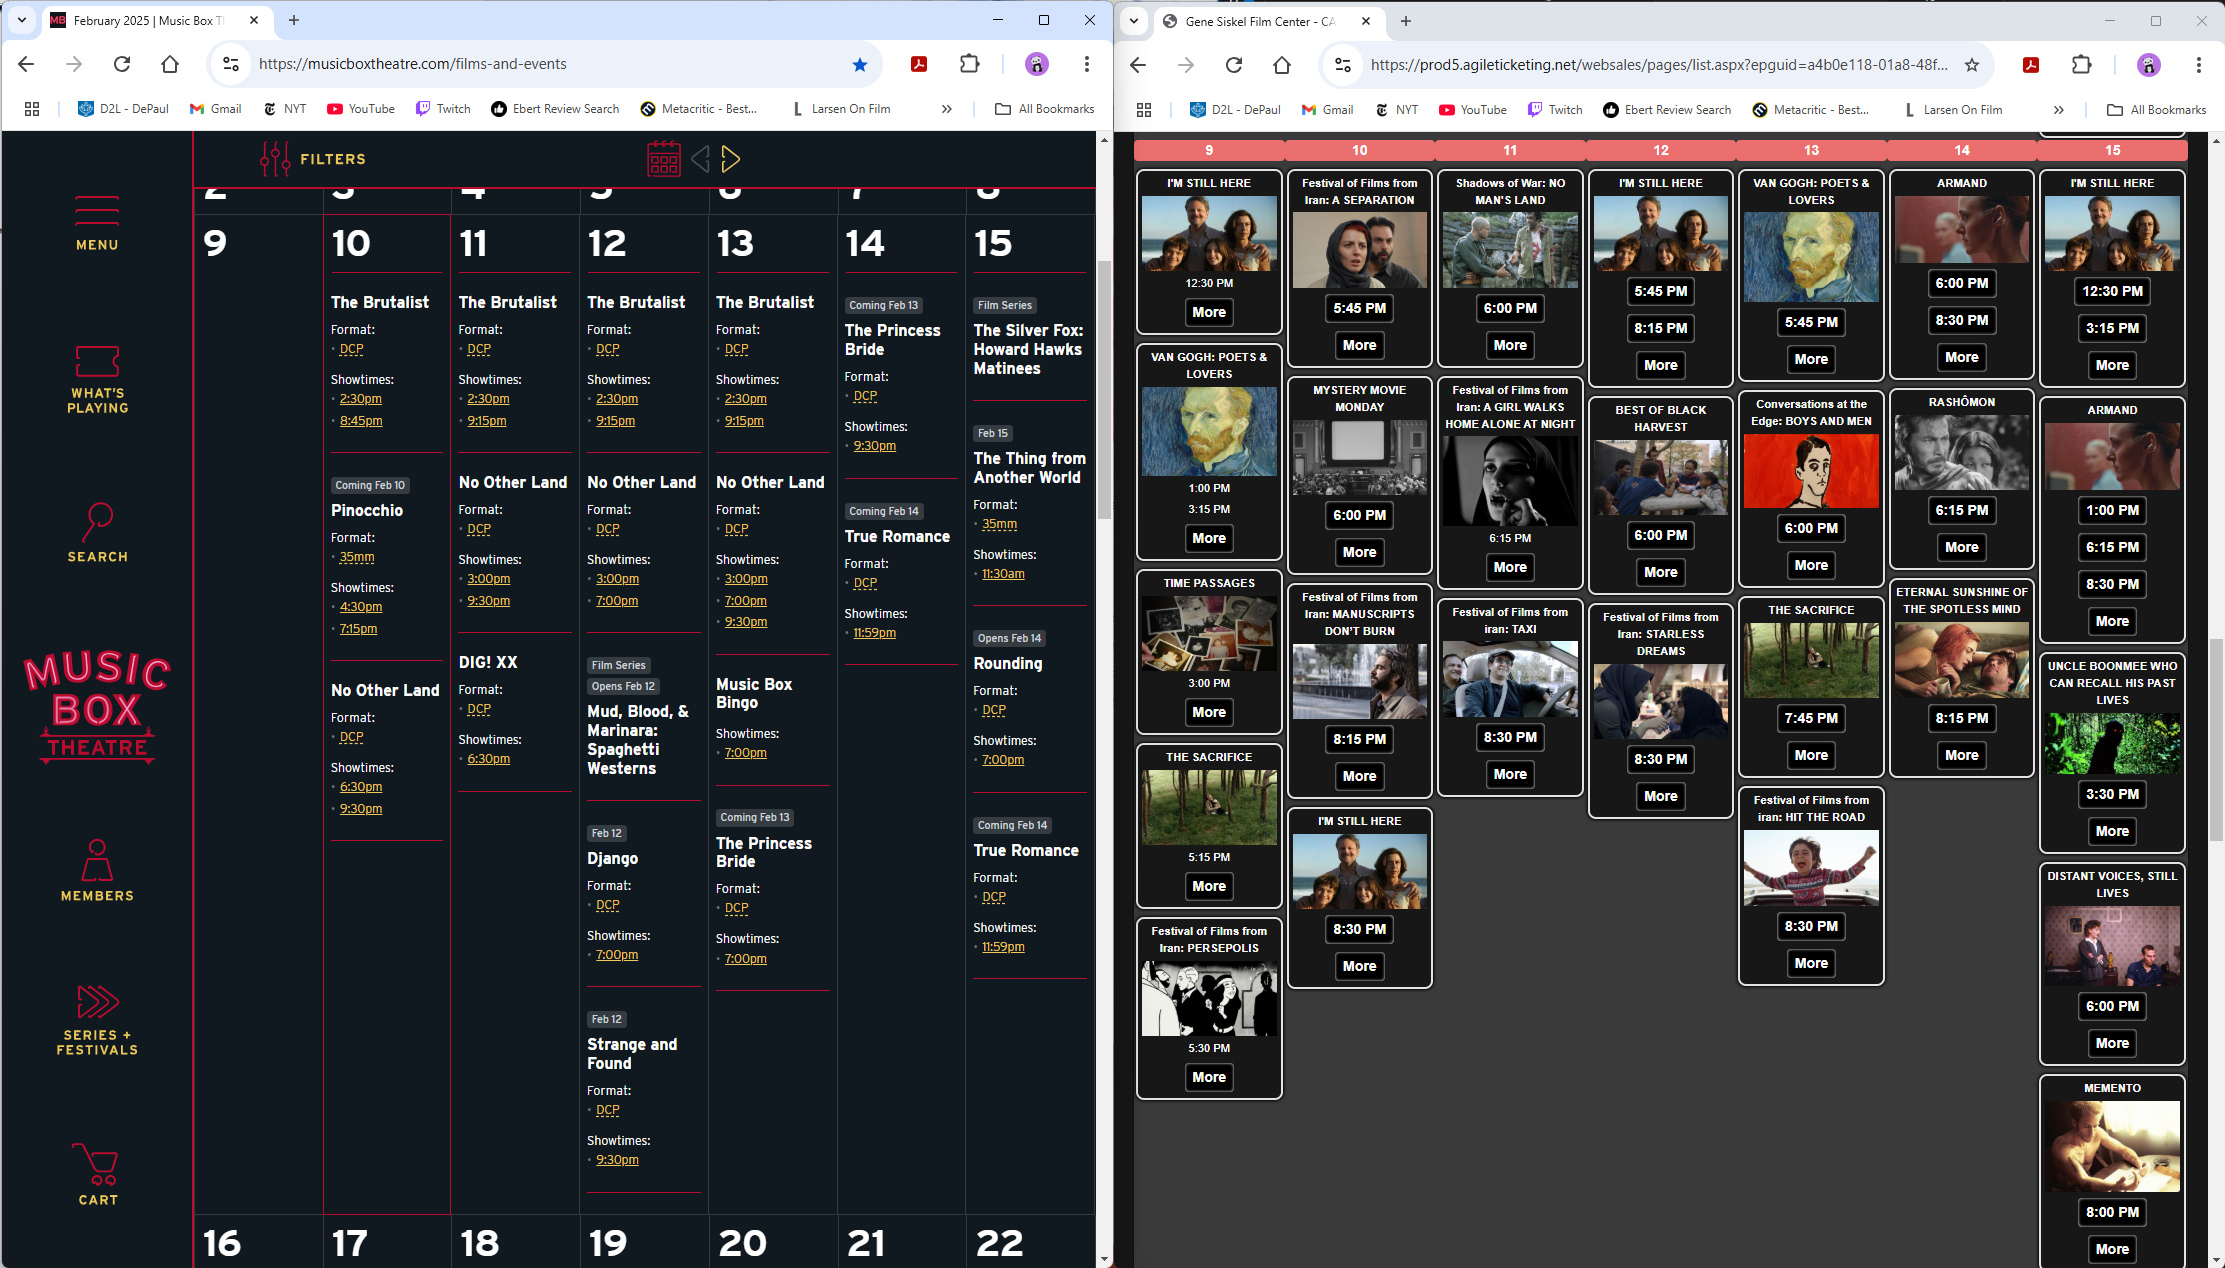 February 2025 | Music Box T
https://musicboxtheatre.com/films-and-events
D2L - DePaul
Gmail
NYT
YouTube
Twitch
Ebert Review Search
Metacritic - Best...
Larsen On Film
All Bookmarks
FILTERS
MENU
WHAT'S
PLAYING
SEARCH
MUSIC
BOX
THEATRE
MEMBERS
SERIES +
FESTIVALS
CART
2
3
4
5
6
7
8
9
10
The Brutalist
Format:
DCP
Showtimes:
2:30pm
8:45pm
Coming Feb 10
Pinocchio
Format:
35mm
Showtimes:
4:30pm
7:15pm
No Other Land
Format:
DCP
Showtimes:
6:30pm
9:30pm
11
The Brutalist
Format:
DCP
Showtimes:
2:30pm
9:15pm
No Other Land
Format:
DCP
Showtimes:
3:00pm
9:30pm
DIG! XX
Format:
DCP
Showtimes:
6:30pm
12
The Brutalist
Format:
DCP
Showtimes:
2:30pm
9:15pm
No Other Land
Format:
DCP
Showtimes:
3:00pm
7:00pm
Film Series
Opens Feb 12
Mud, Blood, &
Marinara:
Spaghetti
Westerns
Feb 12
Django
Format:
DCP
Showtimes:
7:00pm
Feb 12
Strange and
Found
Format:
DCP
Showtimes:
9:30pm
13
The Brutalist
Format:
DCP
Showtimes:
2:30pm
9:15pm
No Other Land
Format:
DCP
Showtimes:
3:00pm
7:00pm
9:30pm
Music Box
Bingo
Showtimes:
7:00pm
Coming Feb 13
The Princess
Bride
Format:
DCP
Showtimes:
7:00pm
14
Coming Feb 13
The Princess
Bride
Format:
DCP
Showtimes:
9:30pm
Coming Feb 14
True Romance
Format:
DCP
Showtimes:
11:59pm
15
Film Series
The Silver Fox:
Howard Hawks
Matinees
Feb 15
The Thing from
Another World
Format:
35mm
Showtimes:
11:30am
Opens Feb 14
Rounding
Format:
DCP
Showtimes:
7:00pm
Coming Feb 14
True Romance
Format:
DCP
Showtimes:
11:59pm
16
17
18
19
20
21
22
Gene Siskel Film Center - CA
https://prod5.agileticketing.net/websales/pages/list.aspx?epguid=a4b0e118-01a8-48f...
D2L - DePaul
Gmail
NYT
YouTube
Twitch
Ebert Review Search
Metacritic - Best...
Larsen On Film
All Bookmarks
9
I'M STILL HERE
12:30 PM
More
VAN GOGH: POETS &
LOVERS
1:00 PM
3:15 PM
More
TIME PASSAGES
3:00 PM
More
THE SACRIFICE
5:15 PM
More
Festival of Films from
Iran: PERSEPOLIS
5:30 PM
More
10
Festival of Films from
Iran: A SEPARATION
5:45 PM
More
MYSTERY MOVIE
MONDAY
6:00 PM
More
Festival of Films from
Iran: MANUSCRIPTS
DON'T BURN
8:15 PM
More
I'M STILL HERE
8:30 PM
More
11
Shadows of War: NO
MAN'S LAND
6:00 PM
More
Festival of Films from
Iran: A GIRL WALKS
HOME ALONE AT NIGHT
6:15 PM
More
Festival of Films from
iran: TAXI
8:30 PM
More
12
I'M STILL HERE
5:45 PM
8:15 PM
More
BEST OF BLACK
HARVEST
6:00 PM
More
Festival of Films from
Iran: STARLESS
DREAMS
8:30 PM
More
13
VAN GOGH: POETS &
LOVERS
5:45 PM
More
Conversations at the
Edge: BOYS AND MEN
6:00 PM
More
THE SACRIFICE
7:45 PM
More
Festival of Films from
iran: HIT THE ROAD
8:30 PM
More
14
ARMAND
6:00 PM
8:30 PM
More
RASHÔMON
6:15 PM
More
ETERNAL SUNSHINE OF
THE SPOTLESS MIND
8:15 PM
More
15
I'M STILL HERE
12:30 PM
3:15 PM
More
ARMAND
1:00 PM
6:15 PM
8:30 PM
More
UNCLE BOONMEE WHO
CAN RECALL HIS PAST
LIVES
3:30 PM
More
DISTANT VOICES, STILL
LIVES
6:00 PM
More
MEMENTO
8:00 PM
More